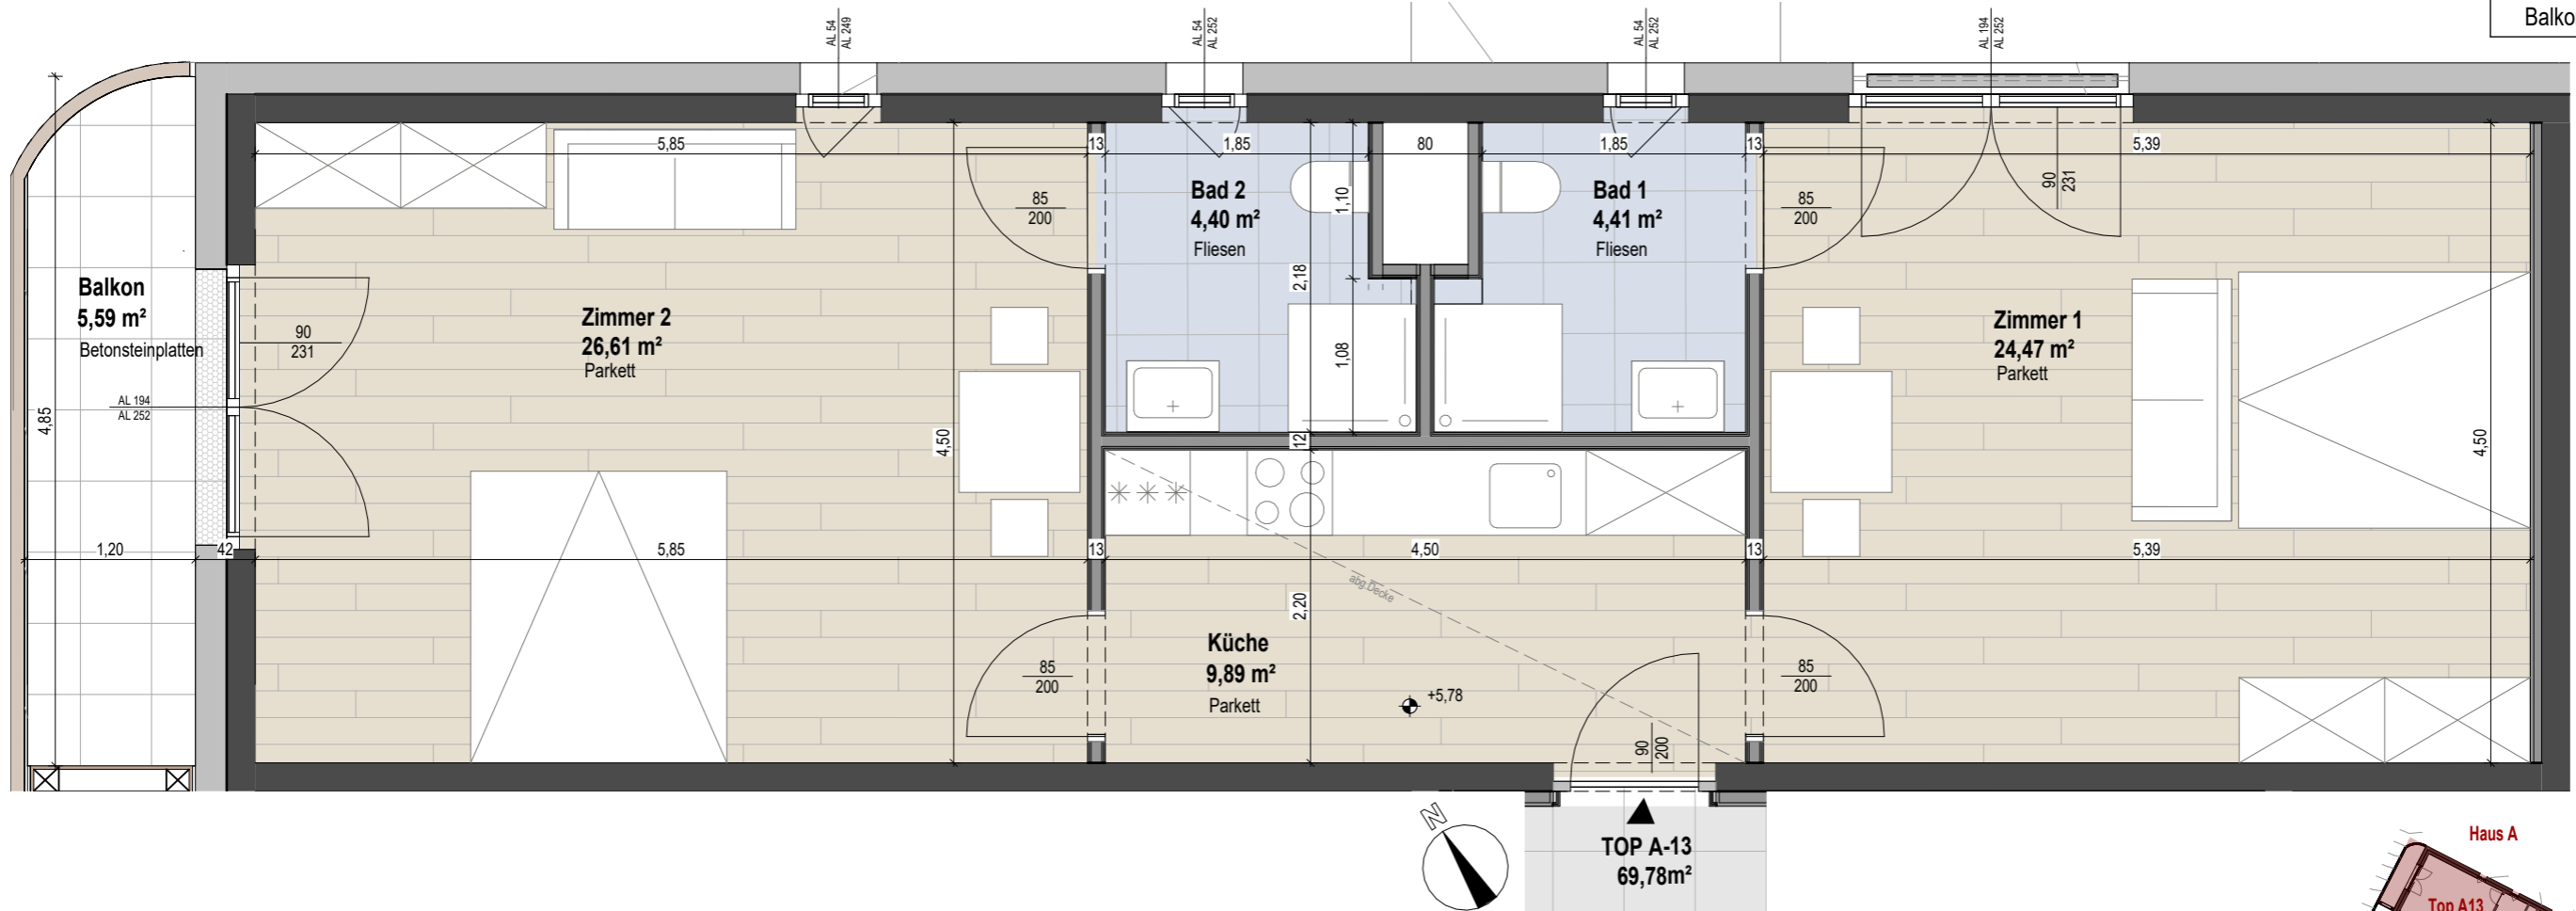 AL 54
AL 249
AL 54
AL 252
AL 54
AL 252
AL 194
AL 252
Balko
5,85
13
1,85
80
1,85
13
5,39
85
200
Bad 2
4,40 m²
Fliesen
1,10
Bad 1
4,41 m²
Fliesen
85
200
90
231
Balkon
5,59 m²
Betonsteinplatten
90
231
Zimmer 2
26,61 m²
Parkett
2,18
1,08
Zimmer 1
24,47 m²
Parkett
AL 194
AL 252
4,85
4,50
12
4,50
1,20
42
5,85
13
4,50
13
5,39
abg.Decke
2,20
Küche
9,89 m²
Parkett
85
200
+5,78
90
200
85
200
N
TOP A-13
69,78m²
Haus A
Top A13